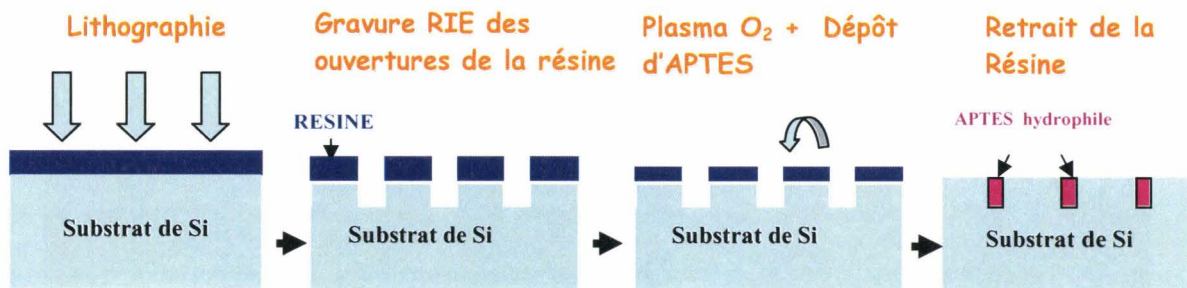 Lithographie
Gravure RIE des
ouvertures de la résine
Plasma O₂ + Dépôt
d'APTES
Retrait de la
Résine
RESINE
APTES hydrophile
Substrat de Si
Substrat de Si
Substrat de Si
Substrat de Si